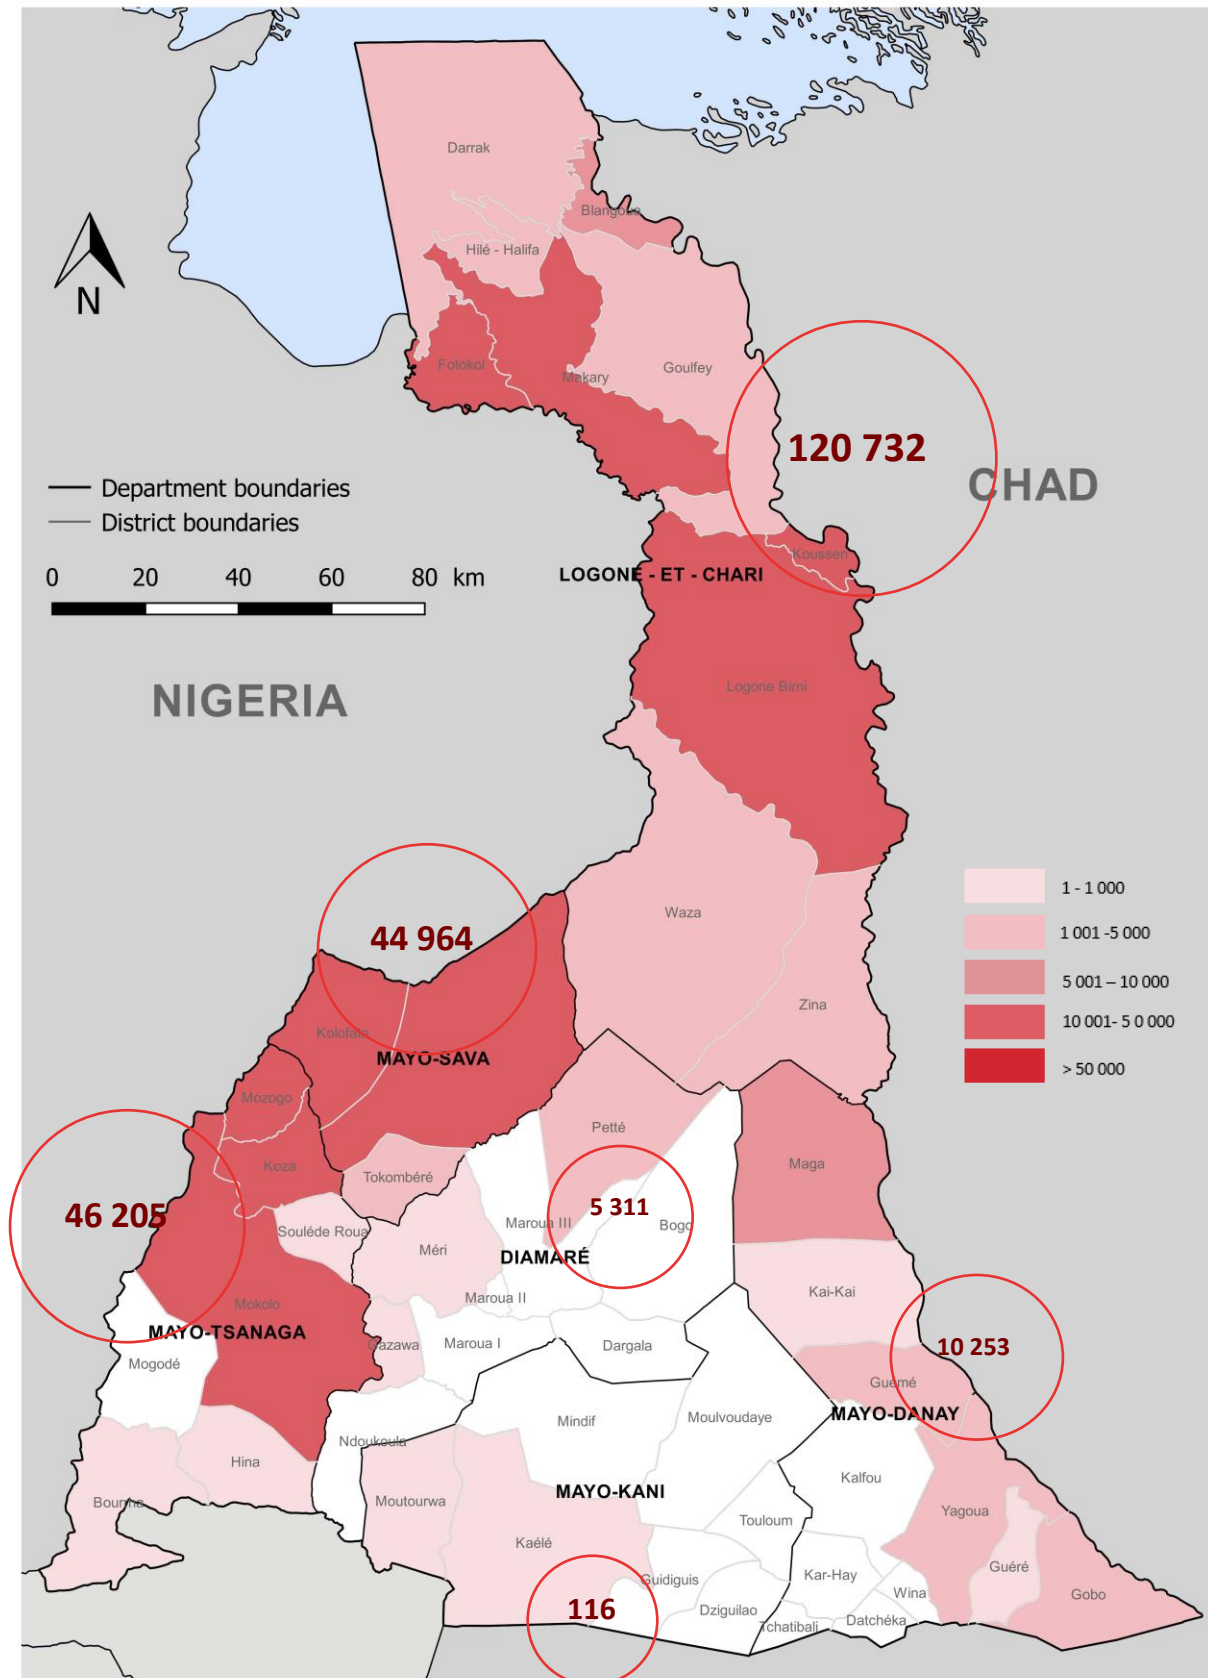 Darrak
Blangoua
Hilé - Halifa
N
Fotokol
Makary
Goulfey
120 732
CHAD
Department boundaries
District boundaries
Kousseri
0 20 40 60 80 km
LOGONE - ET - CHARI
NIGERIA
Logone Birni
1 - 1 000
1 001 -5 000
5 001 – 10 000
10 001- 5 0 000
> 50 000
Waza
44 964
Zina
Kolofata
MAYO-SAVA
Mozogo
Petté
Koza
Maga
Tokombéré
46 205
5 311
Souléde Roua
Maroua III
Bogo
Méri
DIAMARÉ
Kai-Kai
Maroua II
Mokolo
MAYO-TSANAGA
Gazawa
Maroua I
Dargala
10 253
Mogodé
Guémé
MAYO-DANAY
Mindif
Moulvoudaye
Ndoukoula
Hina
Kalfou
Bourrha
Moutourwa
MAYO-KANI
Yagoua
Touloum
Kaélé
Guidiguis
Kar-Hay
Guéré
Wina
Gobo
116
Dziguilao
Datchéka
Tchatibali